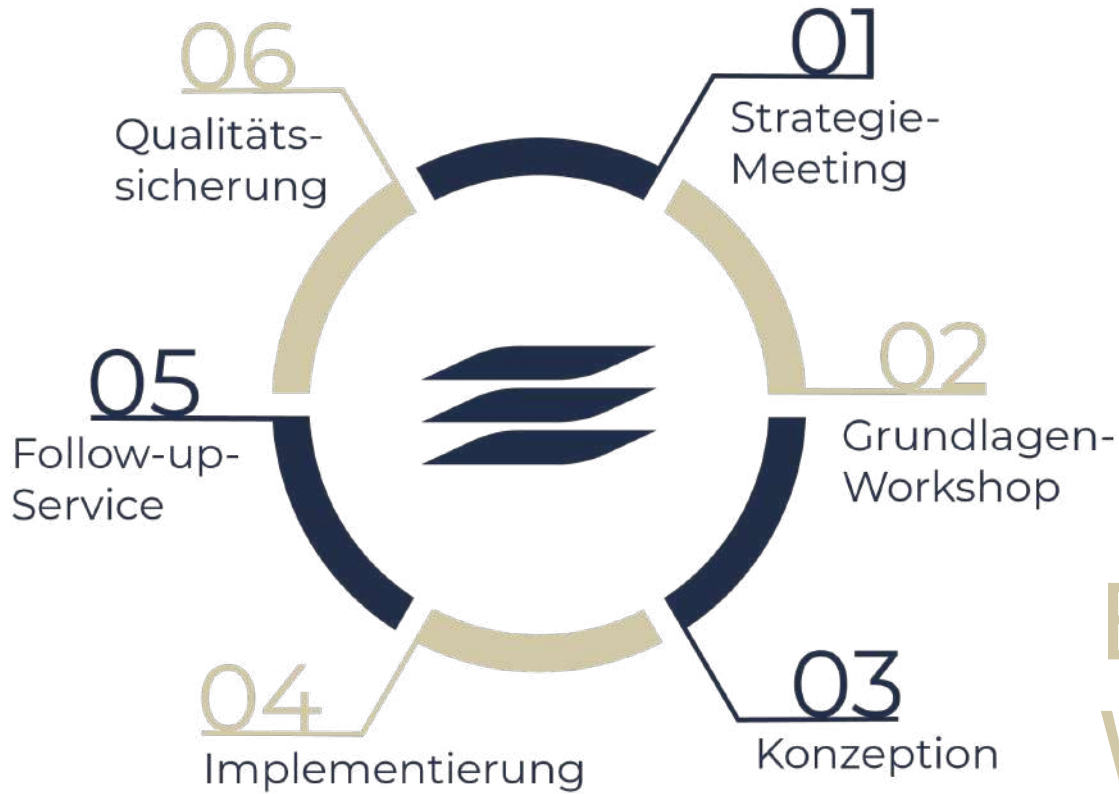 01
Strategie-
Meeting
02
Grundlagen-
Workshop
03
Konzeption
04
Implementierung
05
Follow-up-
Service
06
Qualitäts-
sicherung